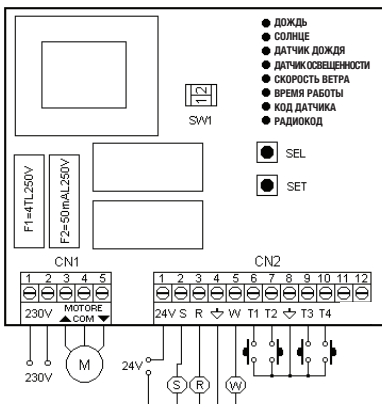 ДОЖДЬ
СОЛНЦЕ
ДАТЧИК ДОЖДЯ
ДАТЧИК ОСВЕЩЕННОСТИ
СКОРОСТЬ ВЕТРА
ВРЕМЯ РАБОТЫ
КОД ДАТЧИКА
РАДИОКОД
1 2
SW1
SEL
SET
F1=4TL250V
F2=50mAL250V
CN1
CN2
1 2 3 4 5
1 2 3 4 5 6 7 8 9 10 11 12
230V MOTORE
COM
24V S R W T1 T2 T3 T4
230V
M
24V
S R W